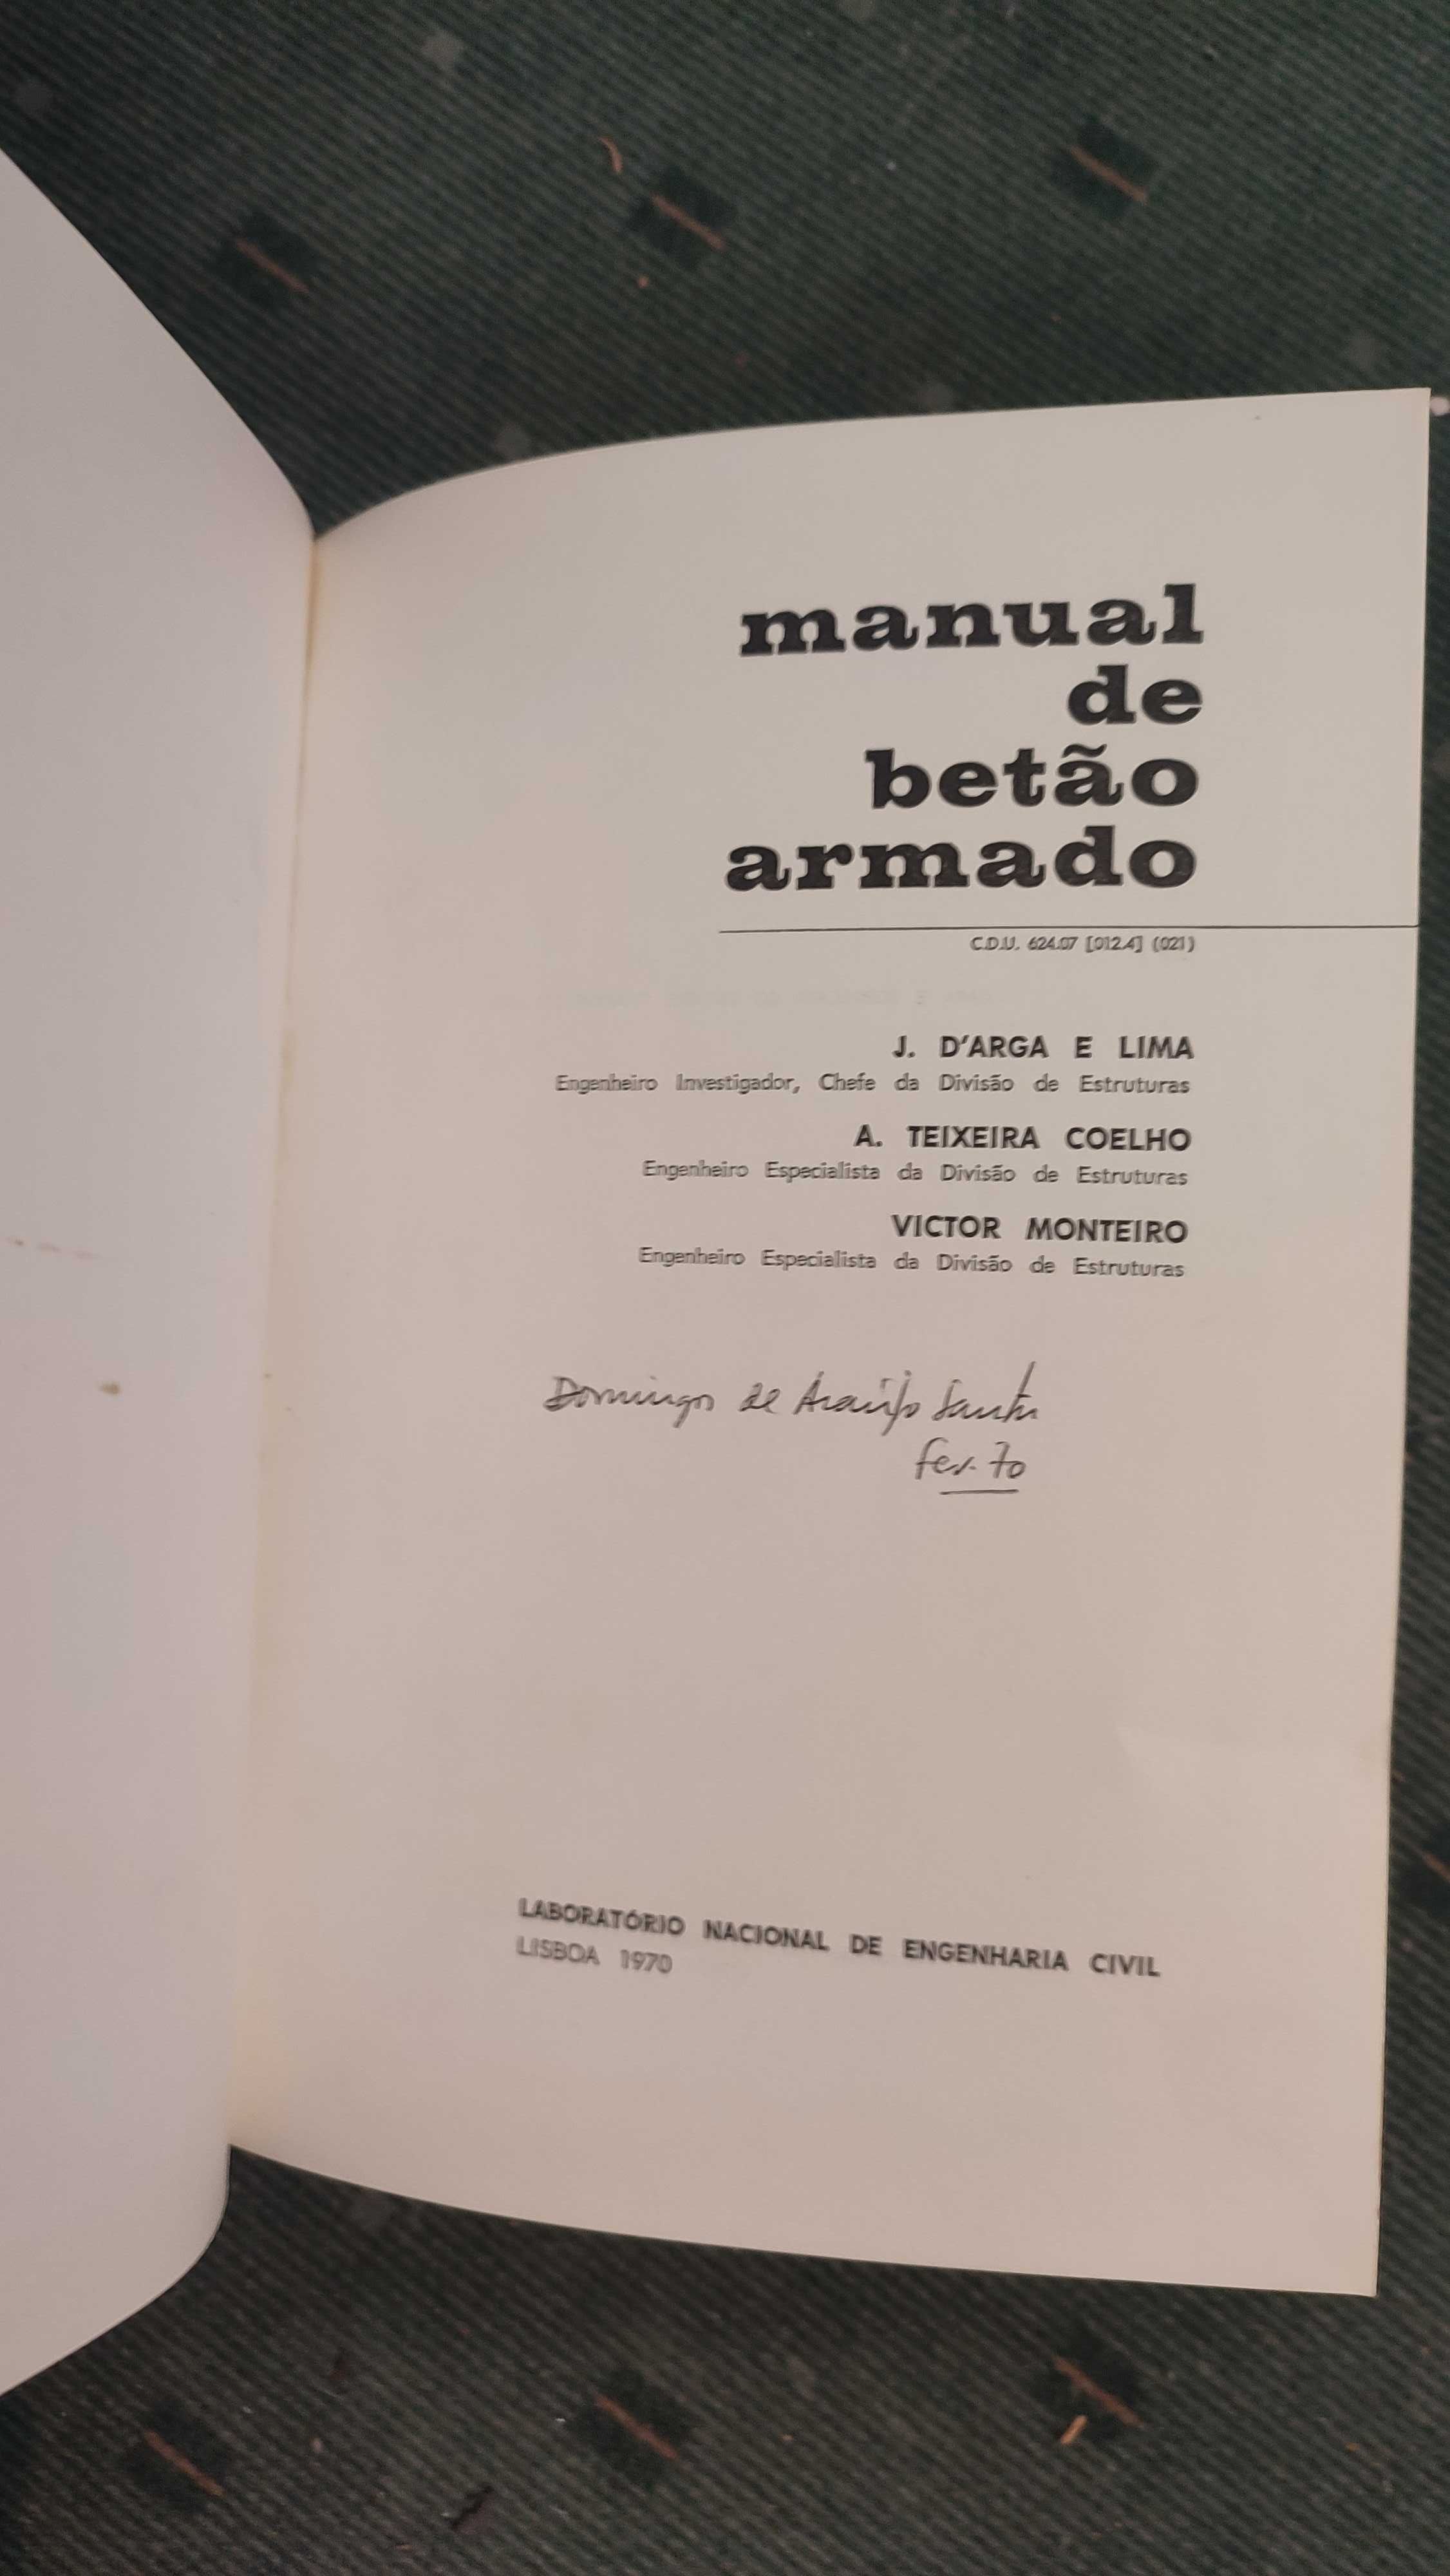 manual
de
betão
armado
C.D.U. 624.07 [012.4] (021)
J. D'ARGA E LIMA
Engenheiro Investigador, Chefe da Divisão de Estruturas
A. TEIXEIRA COELHO
Engenheiro Especialista da Divisão de Estruturas
VICTOR MONTEIRO
Engenheiro Especialista da Divisão de Estruturas
Domingos de Araújo Santos
Fev. 70
LABORATÓRIO NACIONAL DE ENGENHARIA CIVIL
LISBOA 1970